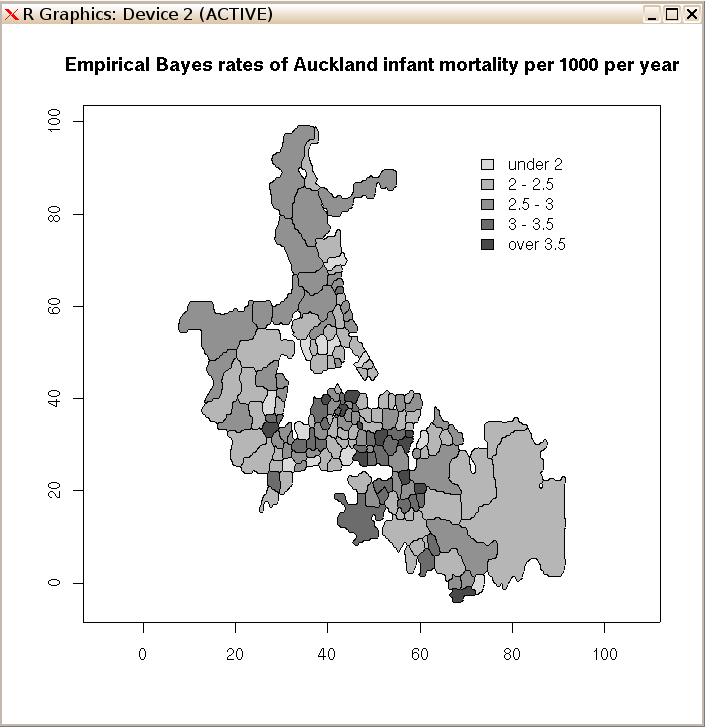 R Graphics: Device 2 (ACTIVE)
Empirical Bayes rates of Auckland infant mortality per 1000 per year
under 2
2 - 2.5
2.5 - 3
3 - 3.5
over 3.5
100
80
60
40
20
0
0 20 40 60 80 100